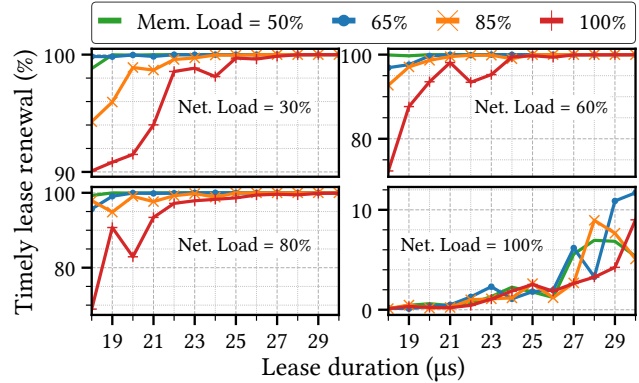 Mem. Load = 50% 65% 85% 100%
Timely lease renewal (%)
100
90
Net. Load = 30%
100
80
Net. Load = 60%
100
80
Net. Load = 80%
10
0
Net. Load = 100%
19 21 23 25 27 29
19 21 23 25 27 29
Lease duration (μs)